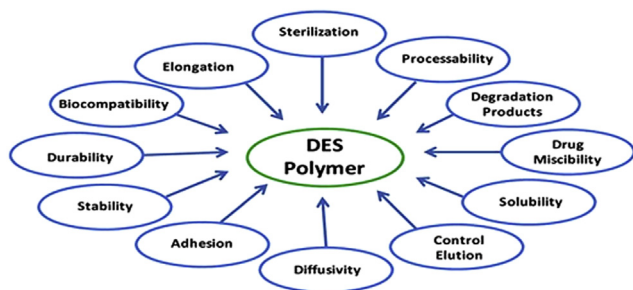 Sterilization
Elongation
Processability
Biocompatibility
Degradation
Products
Durability
DES
Polymer
Drug
Miscibility
Stability
Solubility
Adhesion
Control
Elution
Diffusivity